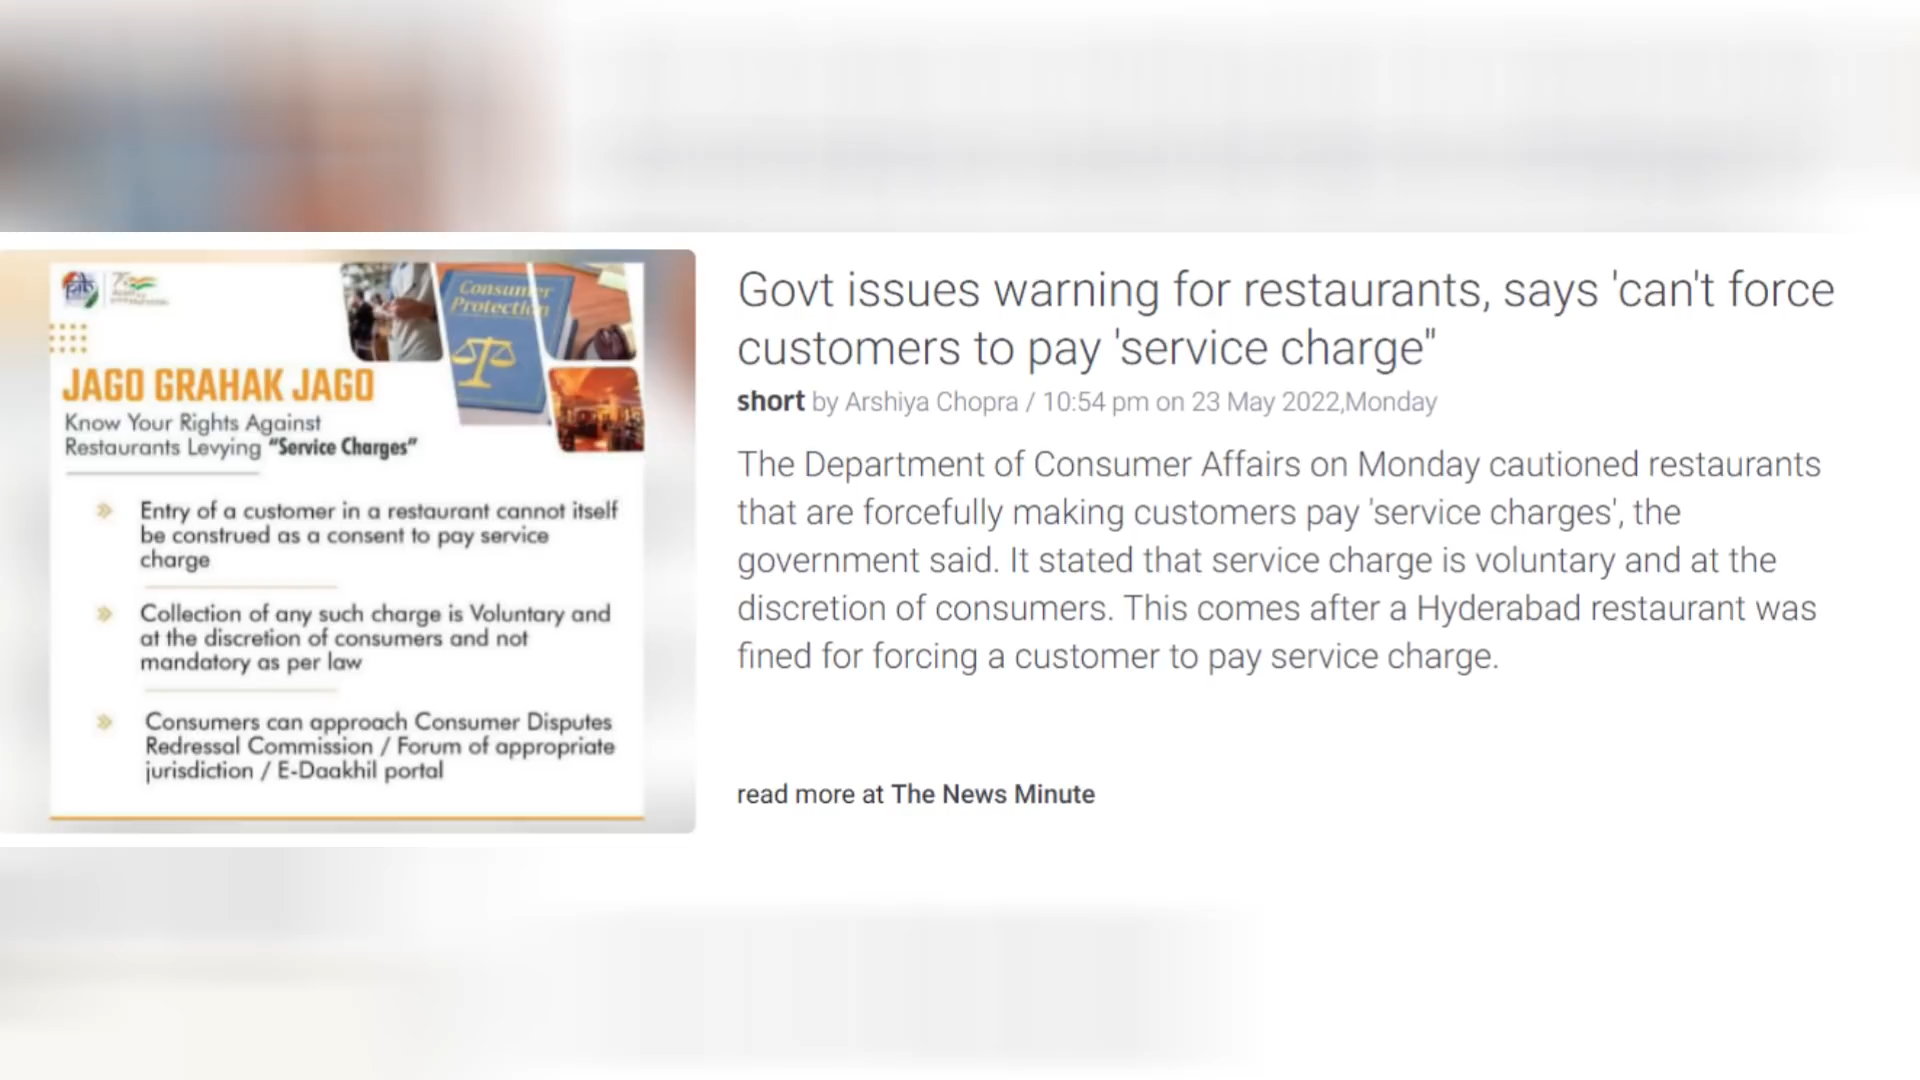 JAGO GRAHAK JAGO
Know Your Rights Against
Restaurants Levying “Service Charges”
Consumer
Protection
Entry of a customer in a restaurant cannot itself
be construed as a consent to pay service
charge
Collection of any such charge is Voluntary and
at the discretion of consumers and not
mandatory as per law
Consumers can approach Consumer Disputes
Redressal Commission / Forum of appropriate
jurisdiction / E-Daakhil portal
Govt issues warning for restaurants, says 'can't force
customers to pay 'service charge"
short by Arshiya Chopra / 10:54 pm on 23 May 2022,Monday
The Department of Consumer Affairs on Monday cautioned restaurants
that are forcefully making customers pay 'service charges', the
government said. It stated that service charge is voluntary and at the
discretion of consumers. This comes after a Hyderabad restaurant was
fined for forcing a customer to pay service charge.
read more at The News Minute